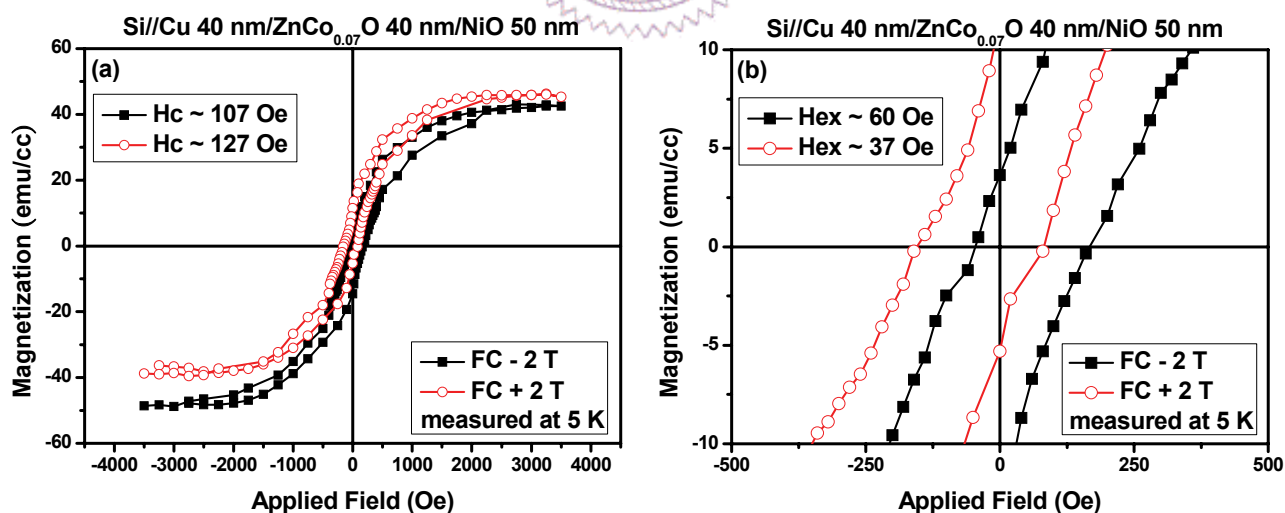 Si//Cu 40 nm/ZnCo0.07O 40 nm/NiO 50 nm
(a)
Hc ~ 107 Oe
Hc ~ 127 Oe
FC - 2 T
FC + 2 T
measured at 5 K
60
40
20
0
-20
-40
-60
Magnetization (emu/cc)
-4000 -3000 -2000 -1000 0 1000 2000 3000 4000
Applied Field (Oe)
Si//Cu 40 nm/ZnCo0.07O 40 nm/NiO 50 nm
(b)
Hex ~ 60 Oe
Hex ~ 37 Oe
FC - 2 T
FC + 2 T
measured at 5 K
10
5
0
-5
-10
Magnetization (emu/cc)
-500 -250 0 250 500
Applied Field (Oe)